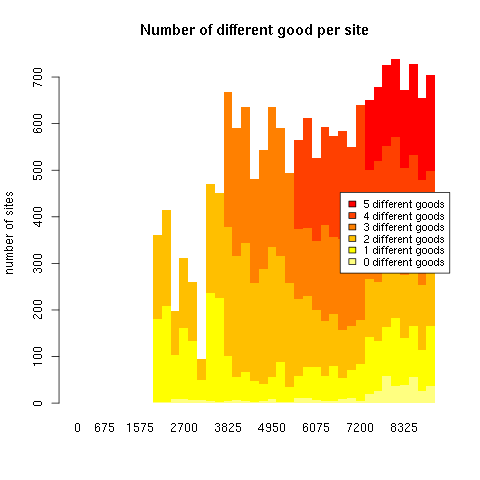 Number of different good per site
number of sites
700
600
500
400
300
200
100
0
5 different goods
4 different goods
3 different goods
2 different goods
1 different goods
0 different goods
0 675 1575 2700 3825 4950 6075 7200 8325